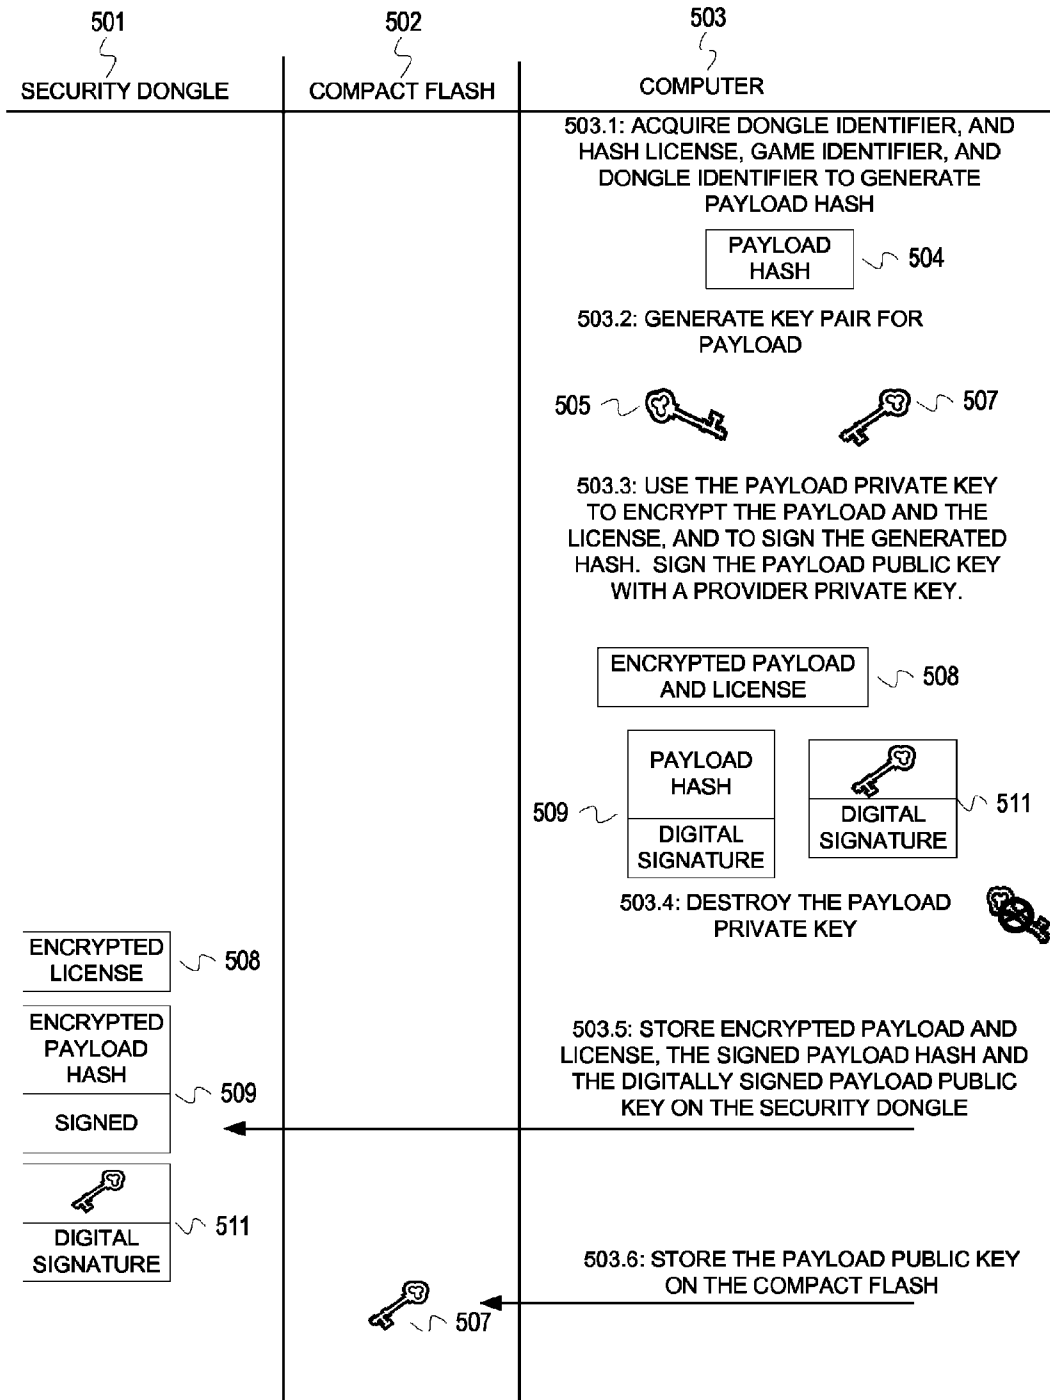 501
502
503
SECURITY DONGLE
COMPACT FLASH
COMPUTER
503.1: ACQUIRE DONGLE IDENTIFIER, AND
HASH LICENSE, GAME IDENTIFIER, AND
DONGLE IDENTIFIER TO GENERATE
PAYLOAD HASH
PAYLOAD
HASH
504
503.2: GENERATE KEY PAIR FOR
PAYLOAD
505
507
503.3: USE THE PAYLOAD PRIVATE KEY
TO ENCRYPT THE PAYLOAD AND THE
LICENSE, AND TO SIGN THE GENERATED
HASH. SIGN THE PAYLOAD PUBLIC KEY
WITH A PROVIDER PRIVATE KEY.
ENCRYPTED PAYLOAD
AND LICENSE
508
PAYLOAD
HASH
DIGITAL
SIGNATURE
509
DIGITAL
SIGNATURE
511
503.4: DESTROY THE PAYLOAD
PRIVATE KEY
ENCRYPTED
LICENSE
508
ENCRYPTED
PAYLOAD
HASH
SIGNED
509
503.5: STORE ENCRYPTED PAYLOAD AND
LICENSE, THE SIGNED PAYLOAD HASH AND
THE DIGITALLY SIGNED PAYLOAD PUBLIC
KEY ON THE SECURITY DONGLE
DIGITAL
SIGNATURE
511
503.6: STORE THE PAYLOAD PUBLIC KEY
ON THE COMPACT FLASH
507